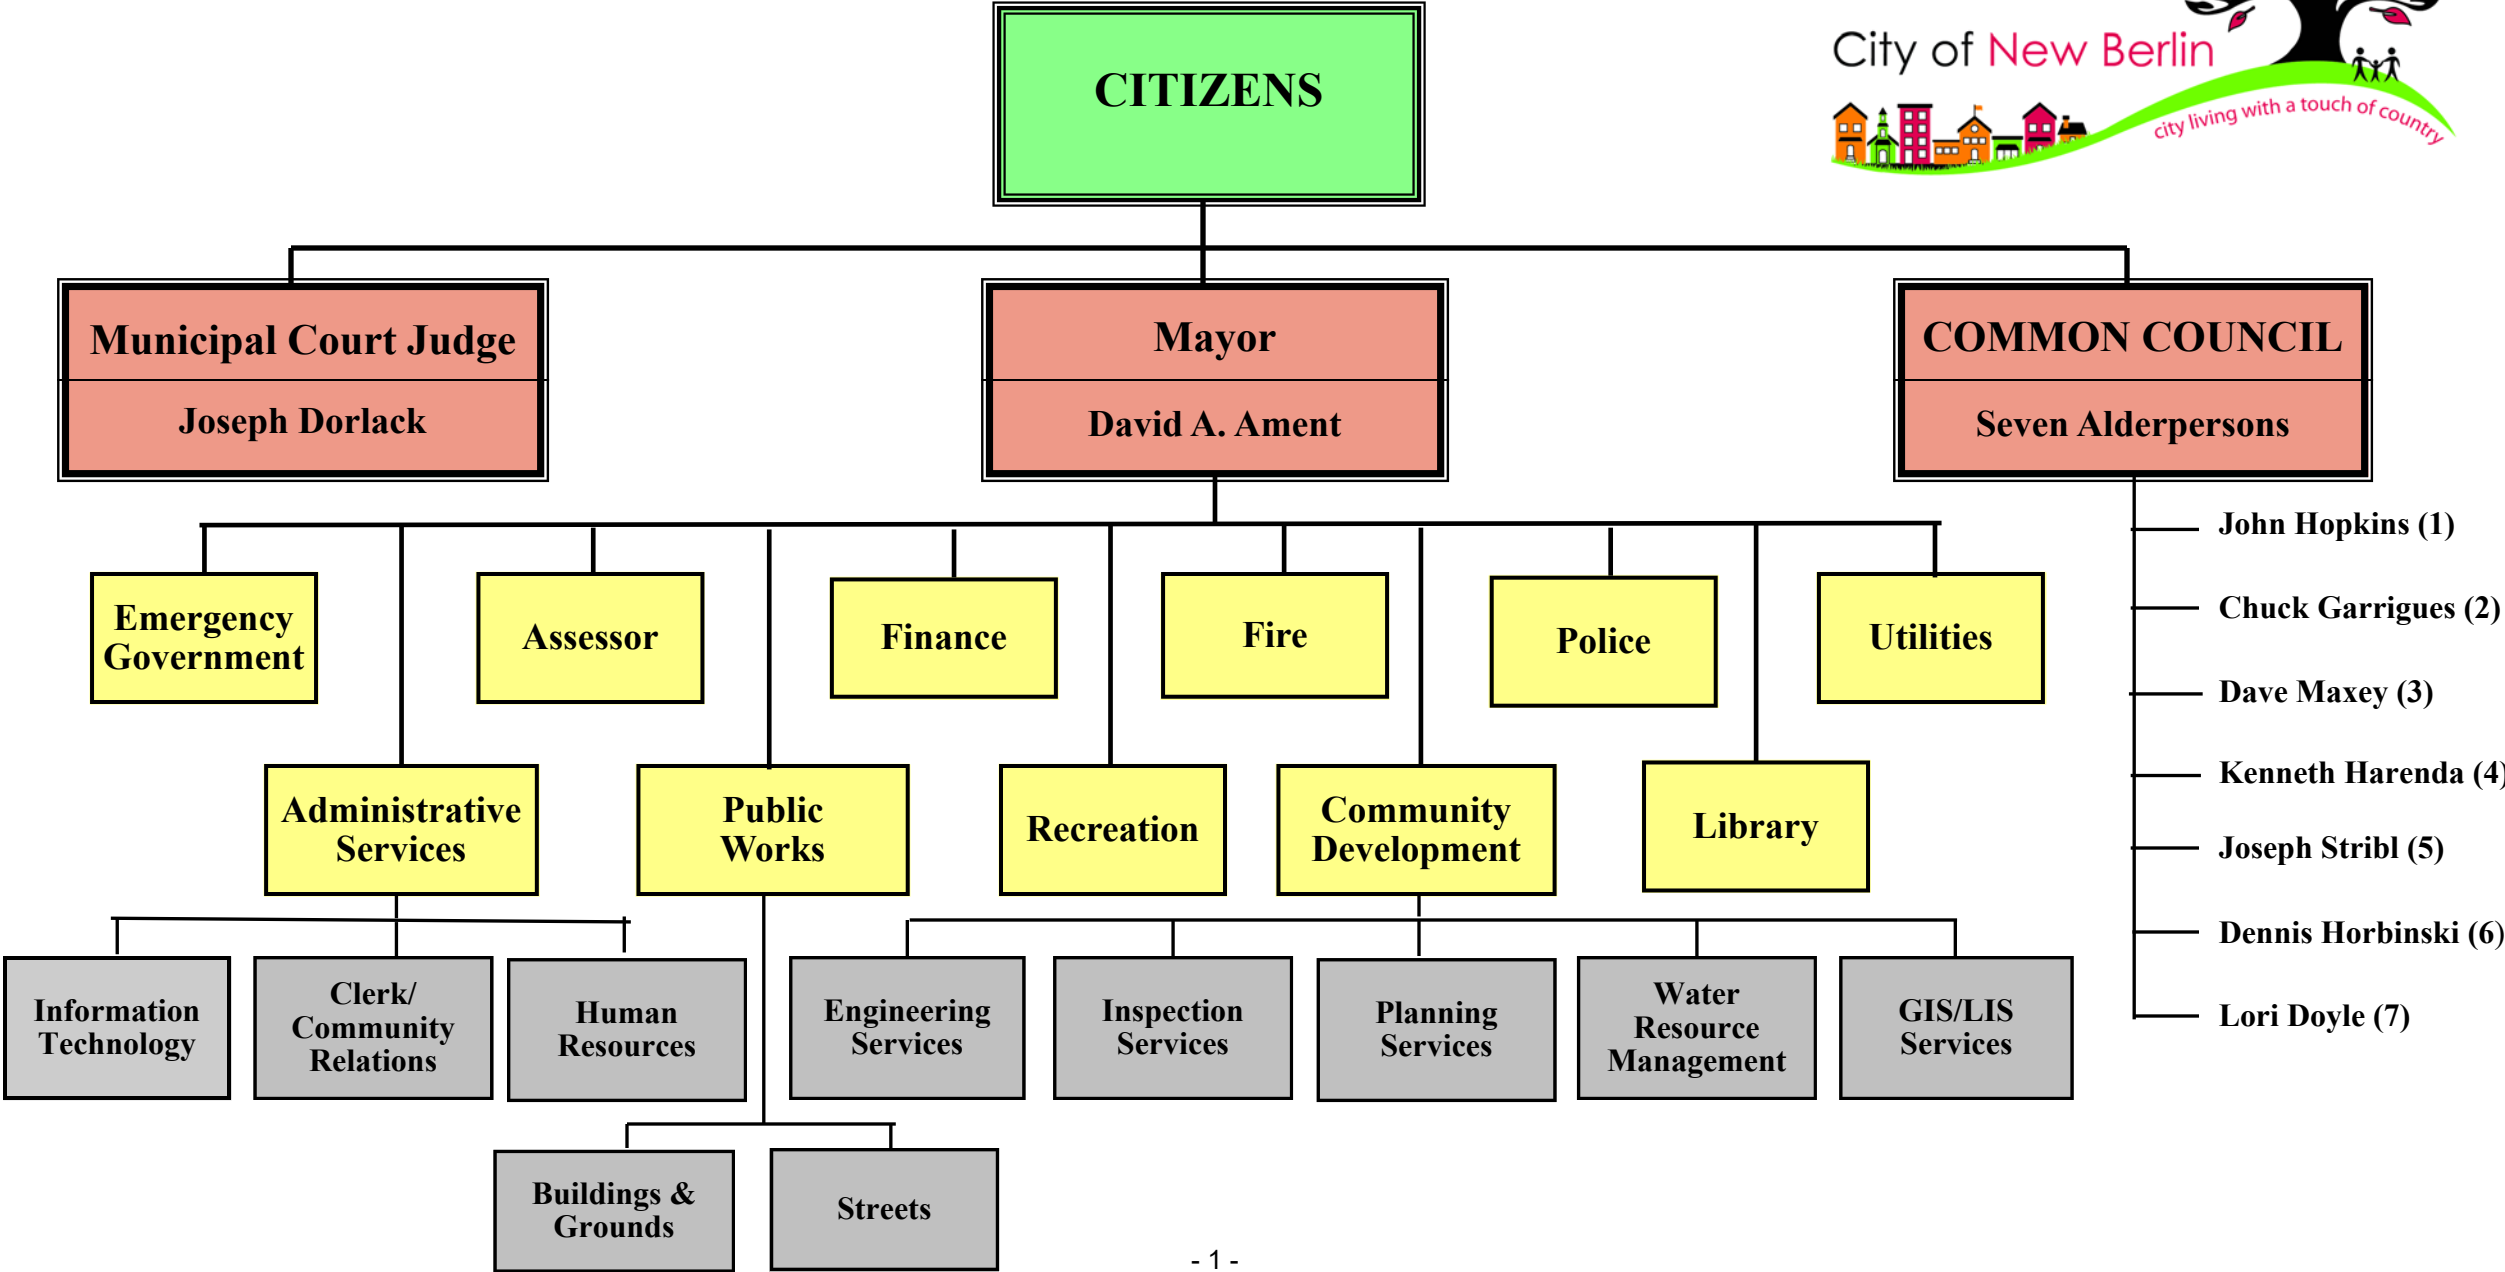 CITIZENS
City of New Berlin
city living with a touch of country
Municipal Court Judge
Joseph Dorlack
Mayor
David A. Ament
COMMON COUNCIL
Seven Alderpersons
John Hopkins (1)
Chuck Garrigues (2)
Dave Maxey (3)
Kenneth Harenda (4)
Joseph Stribl (5)
Dennis Horbinski (6)
Lori Doyle (7)
Emergency
Government
Assessor
Finance
Fire
Police
Utilities
Administrative
Services
Public
Works
Recreation
Community
Development
Library
Information
Technology
Clerk/
Community
Relations
Human
Resources
Engineering
Services
Inspection
Services
Planning
Services
Water
Resource
Management
GIS/LIS
Services
Buildings &
Grounds
Streets
- 1 -